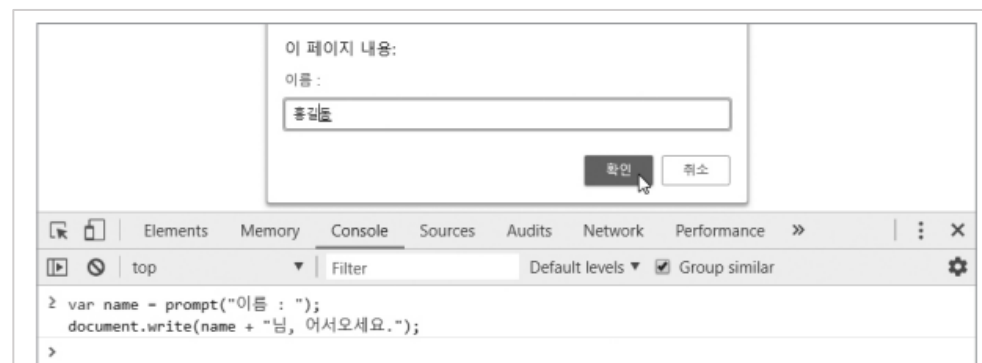 이 페이지 내용:
이름 :
홍길돌
확인 취소
Elements Memory Console Sources Audits Network Performance »
top ▼ Filter Default levels ▼ Group similar
> var name = prompt("이름 : ");
document.write(name + "님, 어서오세요.");
>